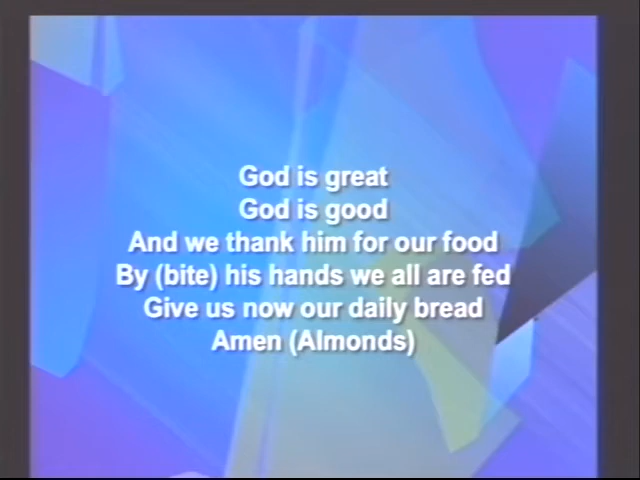 God is great
God is good
And we thank him for our food
By (bite) his hands we all are fed
Give us now our daily bread
Amen (Almonds)